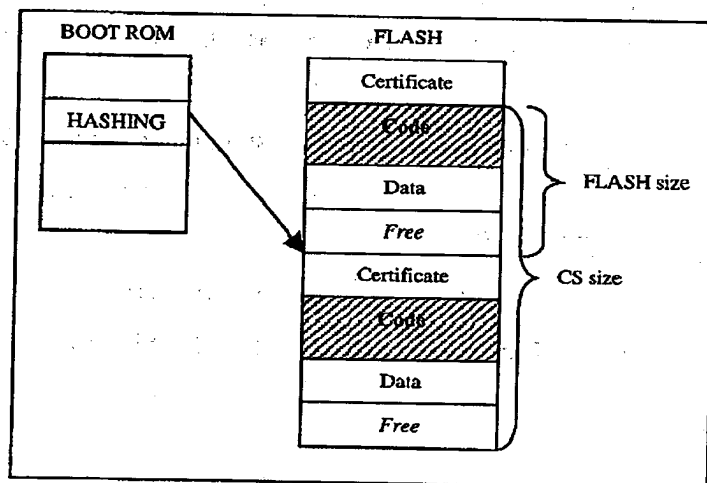 BOOT ROM
FLASH
HASHING
Certificate
Code
Data
Free
Certificate
Code
Data
Free
FLASH size
CS size